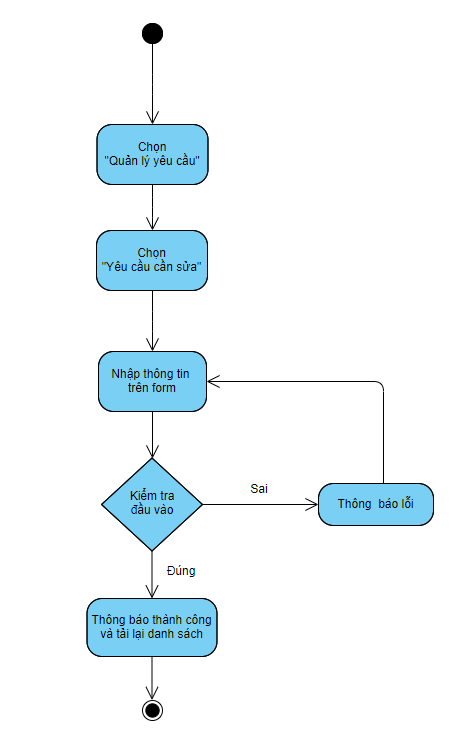 Chọn
"Quản lý yêu cầu"
Chọn
"Yêu cầu cần sửa"
Nhập thông tin
trên form
Kiểm tra
đầu vào
Sai
Thông báo lỗi
Đúng
Thông báo thành công
và tải lại danh sách